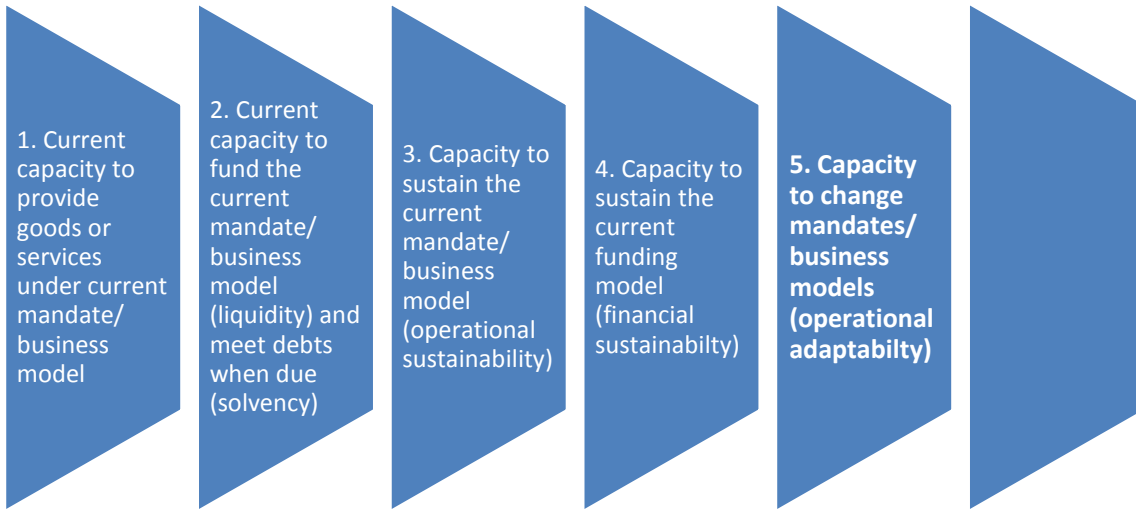 1. Current
capacity to
provide
goods or
services
under current
mandate/
business
model
2. Current
capacity to
fund the
current
mandate/
business
model
(liquidity) and
meet debts
when due
(solvency)
3. Capacity to
sustain the
current
mandate/
business
model
(operational
sustainability)
4. Capacity to
sustain the
current
funding
model
(financial
sustainabilty)
5. Capacity
to change
mandates/
business
models
(operational
adaptabilty)